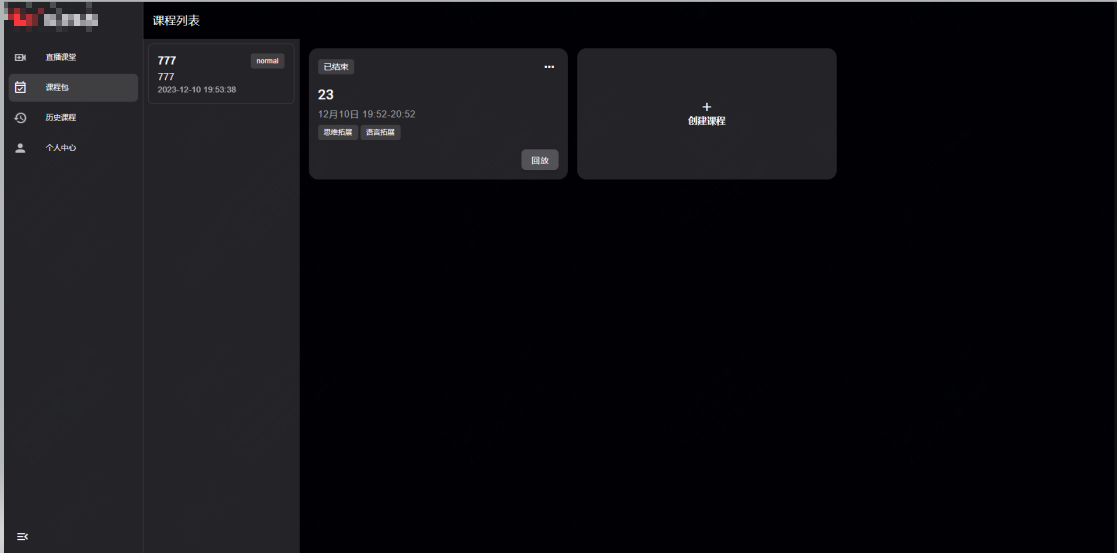 课程列表
直播课堂
课程包
历史课程
个人中心
777
normal
777
2023-12-10 19:53:38
已结束
23
12月10日 19:52-20:52
思维拓展 语言拓展
回放
创建课程